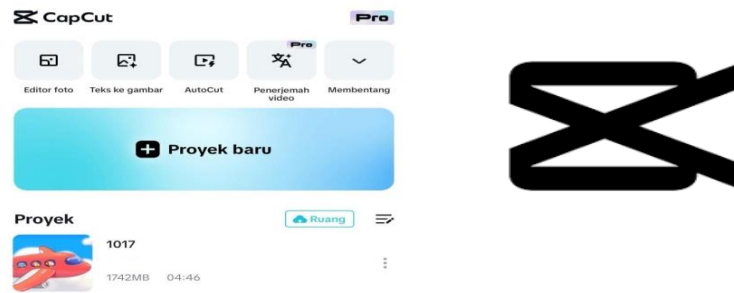 CapCut
Pro
Pro
Editor foto
Teks ke gambar
AutoCut
Penerjemah
video
Membentang
Proyek baru
Proyek
Ruang
1017
1742MB 04:46